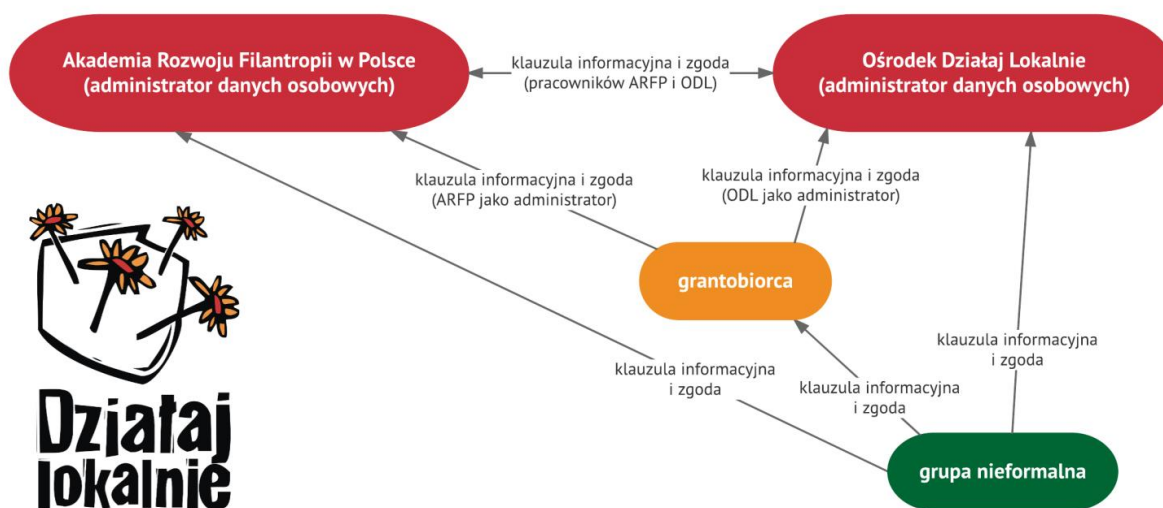 Akademia Rozwoju Filantropii w Polsce
(administrator danych osobowych)
klauzula informacyjna i zgoda
(pracowników ARFP i ODL)
Ośrodek Działaj Lokalnie
(administrator danych osobowych)
klauzula informacyjna i zgoda
(ARFP jako administrator)
klauzula informacyjna i zgoda
(ODL jako administrator)
grantobiorca
klauzula informacyjna
i zgoda
klauzula informacyjna
i zgoda
klauzula informacyjna
i zgoda
grupa nieformalna
Działaj
lokalnie